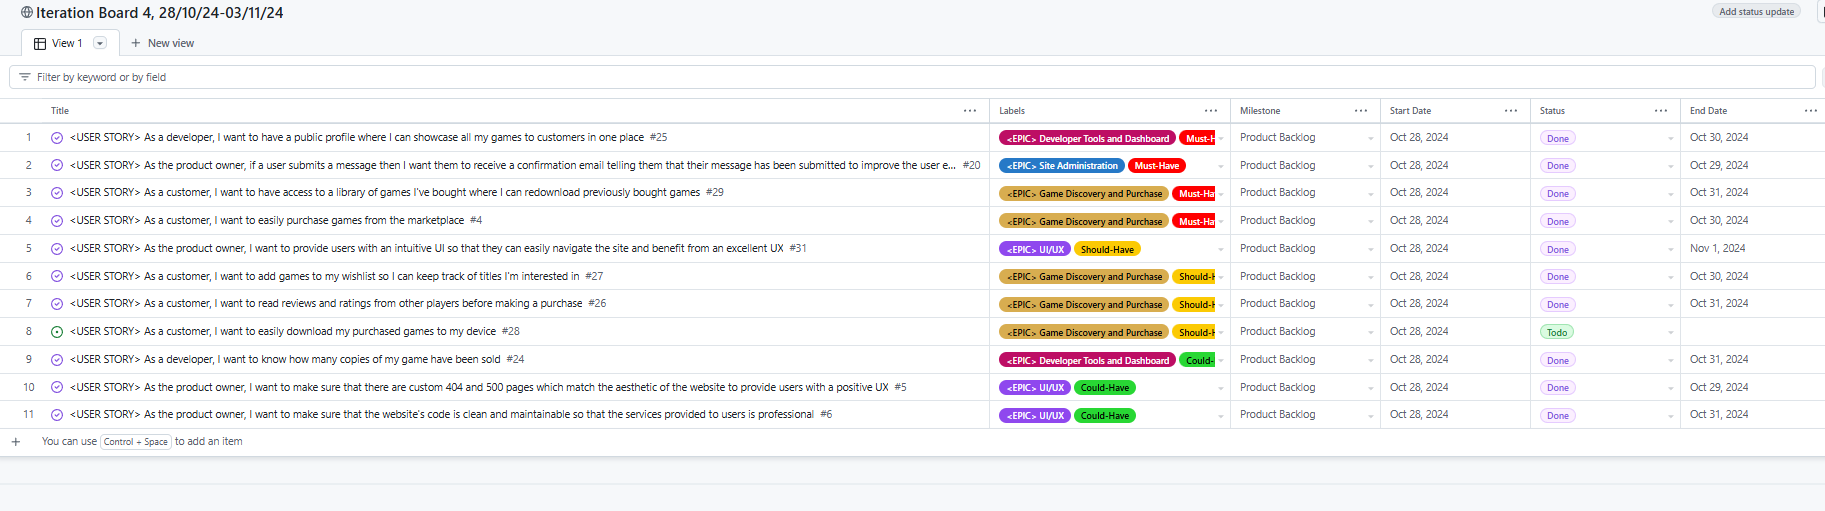 Iteration Board 4, 28/10/24-03/11/24
Add status update
View 1
New view
Filter by keyword or by field
Title Labels Milestone Start Date Status End Date
1 <USER STORY> As a developer, I want to have a public profile where I can showcase all my games to customers in one place #25 <EPIC> Developer Tools and Dashboard Must-H Product Backlog Oct 28, 2024 Done Oct 30, 2024
2 <USER STORY> As the product owner, if a user submits a message then I want them to receive a confirmation email telling them that their message has been submitted to improve the user e... #20 <EPIC> Site Administration Must-Have Product Backlog Oct 28, 2024 Done Oct 29, 2024
3 <USER STORY> As a customer, I want to have access to a library of games I've bought where I can redownload previously bought games #29 <EPIC> Game Discovery and Purchase Must-Ha Product Backlog Oct 28, 2024 Done Oct 31, 2024
4 <USER STORY> As a customer, I want to easily purchase games from the marketplace #4 <EPIC> Game Discovery and Purchase Must-Ha Product Backlog Oct 28, 2024 Done Oct 30, 2024
5 <USER STORY> As the product owner, I want to provide users with an intuitive UI so that they can easily navigate the site and benefit from an excellent UX #31 <EPIC> UI/UX Should-Have Product Backlog Oct 28, 2024 Done Nov 1, 2024
6 <USER STORY> As a customer, I want to add games to my wishlist so I can keep track of titles I'm interested in #27 <EPIC> Game Discovery and Purchase Should-H Product Backlog Oct 28, 2024 Done Oct 30, 2024
7 <USER STORY> As a customer, I want to read reviews and ratings from other players before making a purchase #26 <EPIC> Game Discovery and Purchase Should-H Product Backlog Oct 28, 2024 Done Oct 31, 2024
8 <USER STORY> As a customer, I want to easily download my purchased games to my device #28 <EPIC> Game Discovery and Purchase Should-H Product Backlog Oct 28, 2024 Todo
9 <USER STORY> As a developer, I want to know how many copies of my game have been sold #24 <EPIC> Developer Tools and Dashboard Could- Product Backlog Oct 28, 2024 Done Oct 31, 2024
10 <USER STORY> As the product owner, I want to make sure that there are custom 404 and 500 pages which match the aesthetic of the website to provide users with a positive UX #5 <EPIC> UI/UX Could-Have Product Backlog Oct 28, 2024 Done Oct 29, 2024
11 <USER STORY> As the product owner, I want to make sure that the website's code is clean and maintainable so that the services provided to users is professional #6 <EPIC> UI/UX Could-Have Product Backlog Oct 28, 2024 Done Oct 31, 2024
You can use Control + Space to add an item